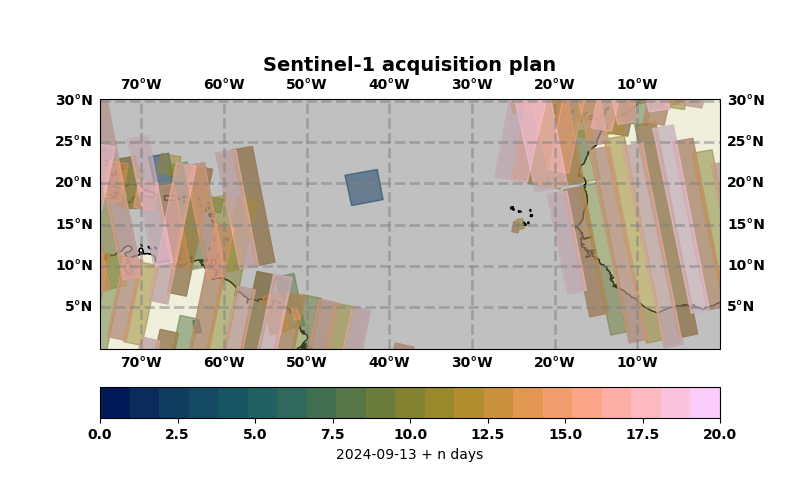 Sentinel-1 acquisition plan
70°W 60°W 50°W 40°W 30°W 20°W 10°W
30°N 30°N
25°N 25°N
20°N 20°N
15°N 15°N
10°N 10°N
5°N 5°N
70°W 60°W 50°W 40°W 30°W 20°W 10°W
0.0 2.5 5.0 7.5 10.0 12.5 15.0 17.5 20.0
2024-09-13 + n days